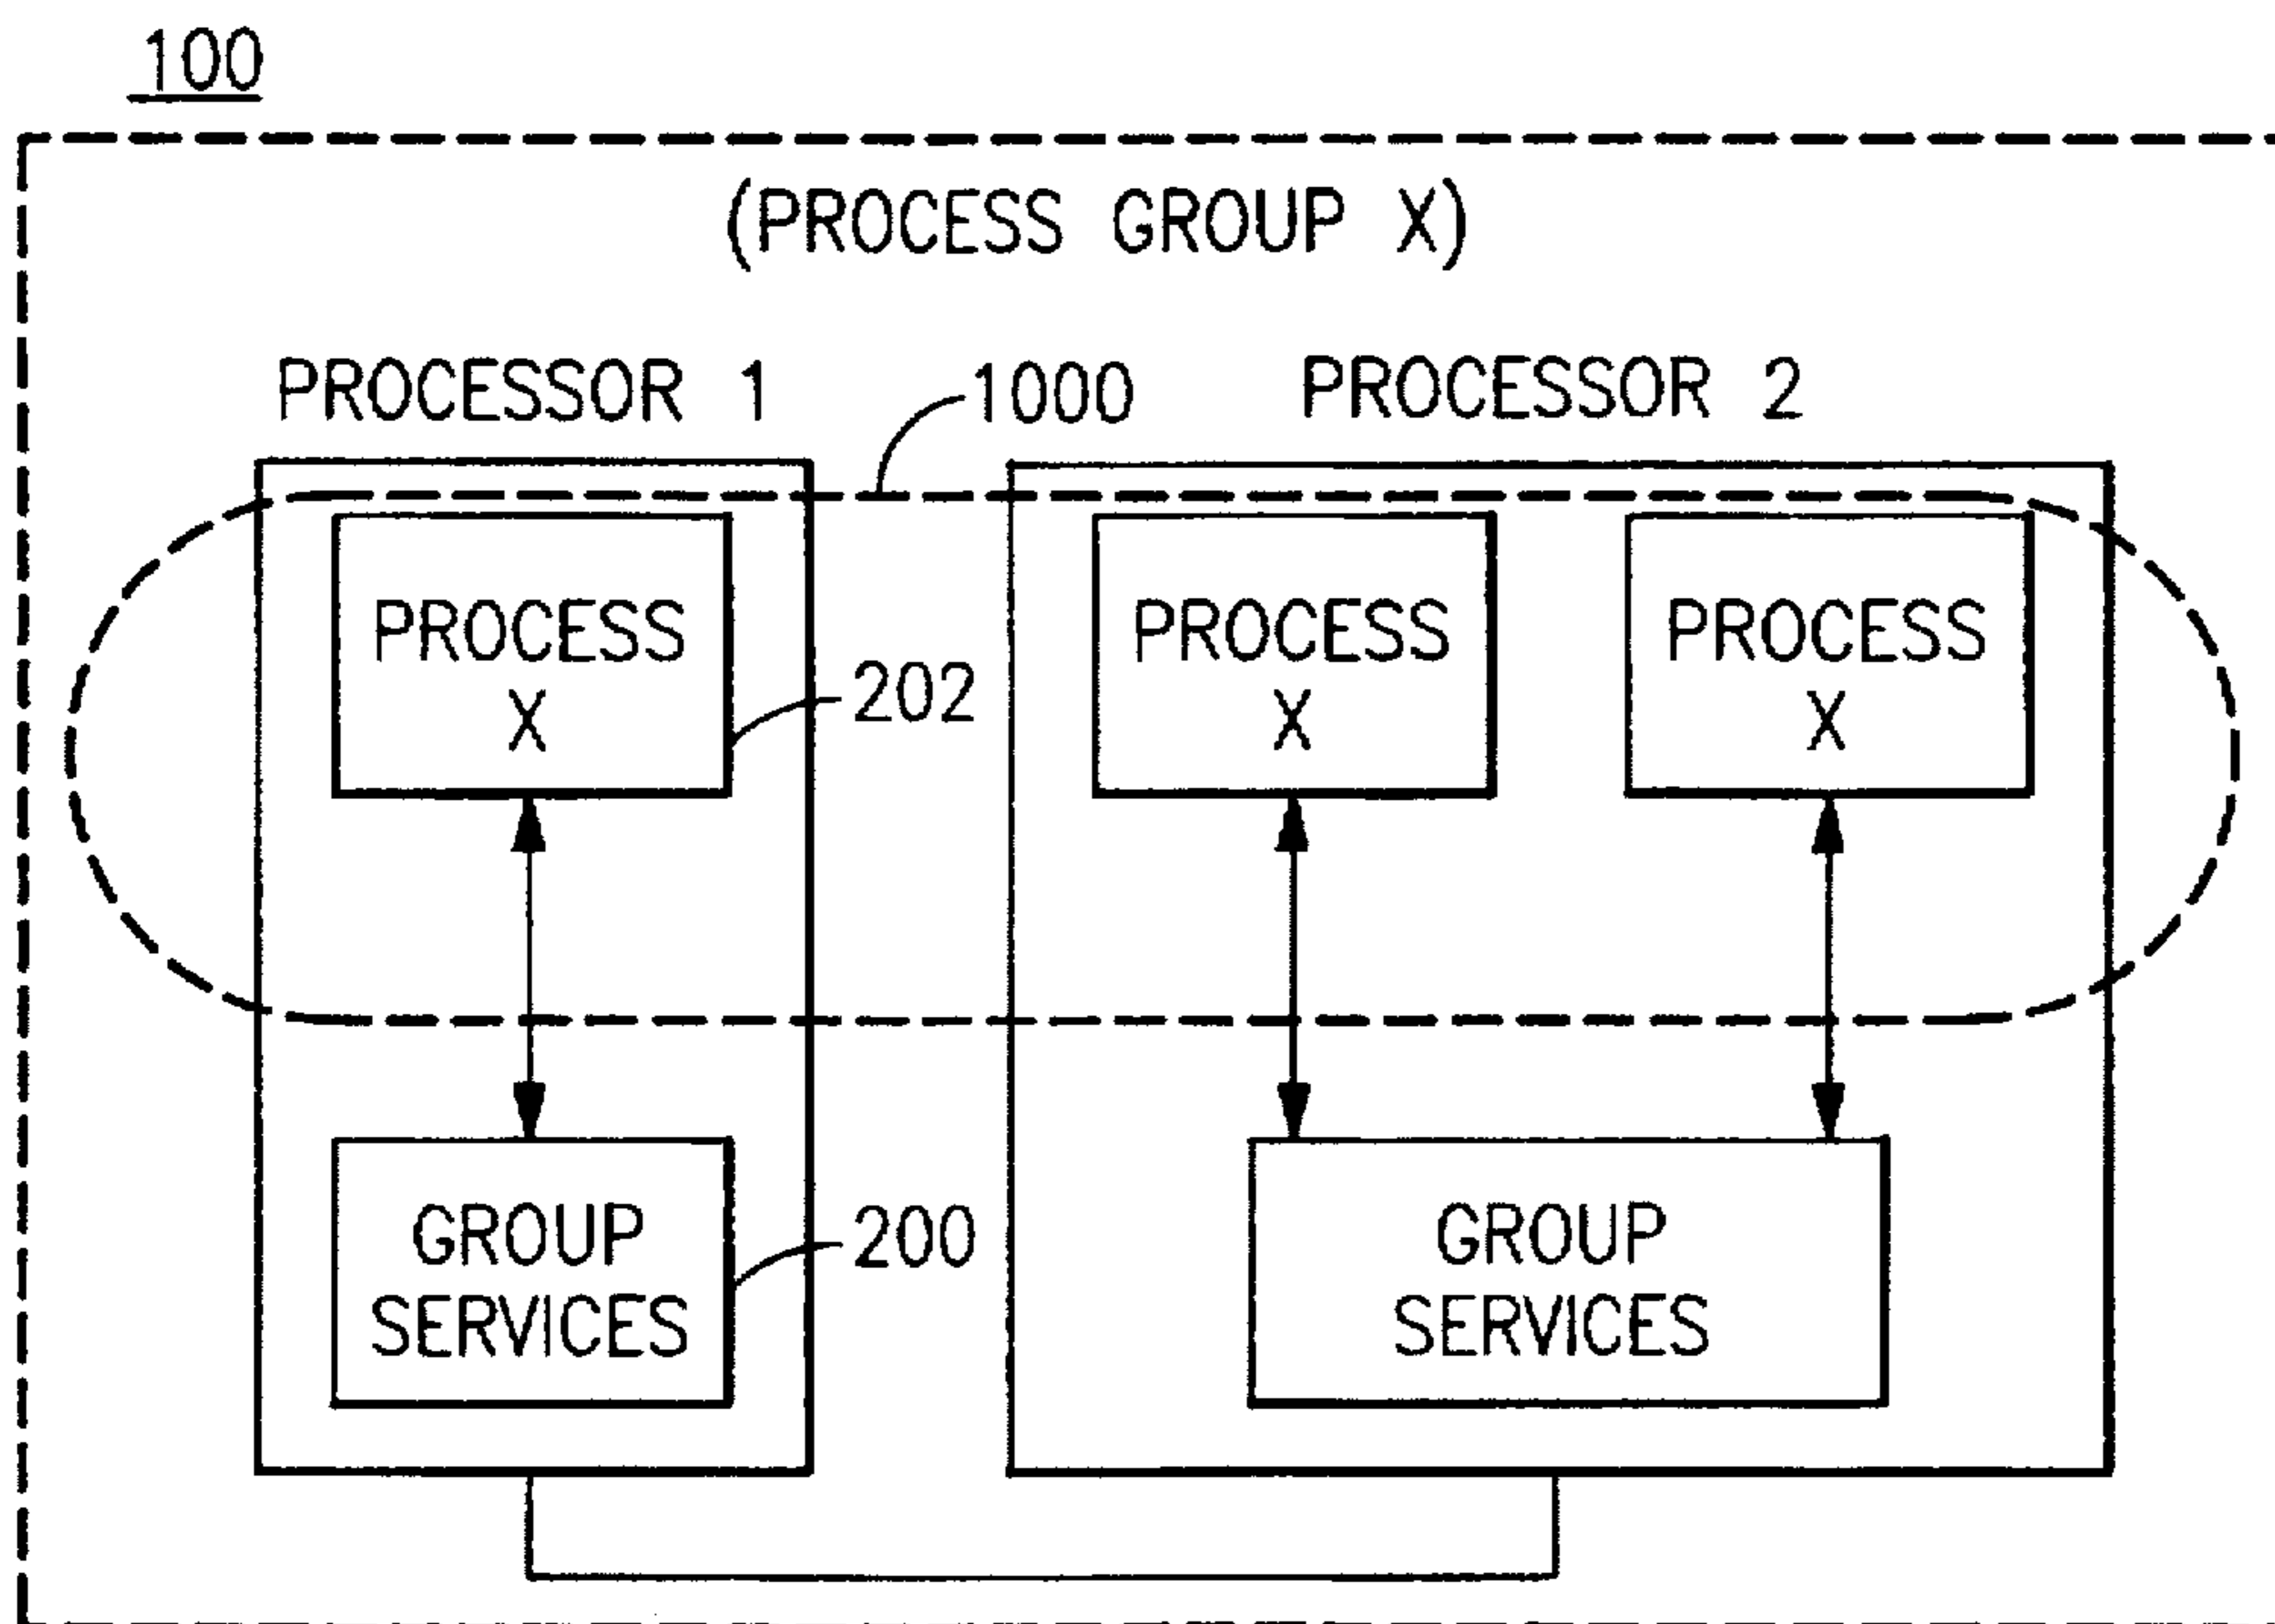 100
(PROCESS GROUP X)
PROCESSOR 1
1000
PROCESSOR 2
PROCESS
X
202
PROCESS
X
PROCESS
X
GROUP
SERVICES
200
GROUP
SERVICES